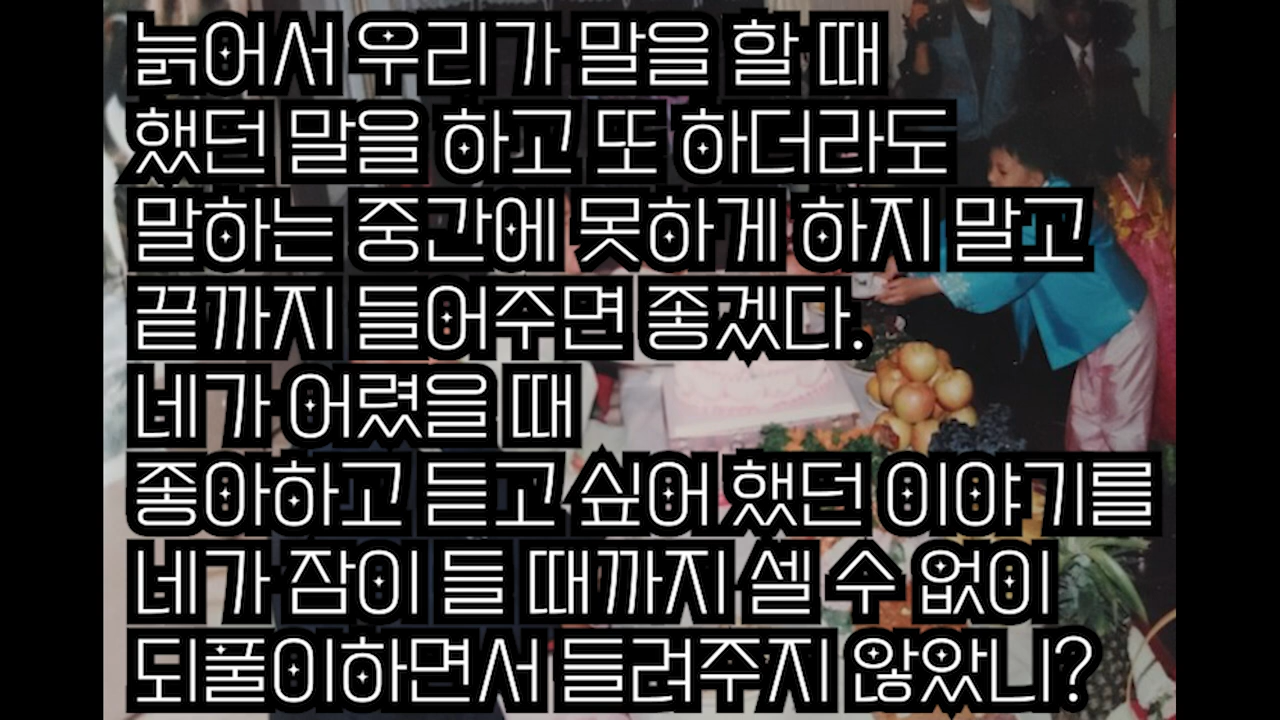 늙어서 우리가 말을 할 때
했던 말을 하고 또 하더라도
말하는 중간에 못하게 하지 말고
끝까지 들어주면 좋겠다.
네가 어렸을 때
좋아하고 듣고 싶어 했던 이야기를
네가 잠이 들 때까지 셀 수 없이
되풀이하면서 들려주지 않았니?